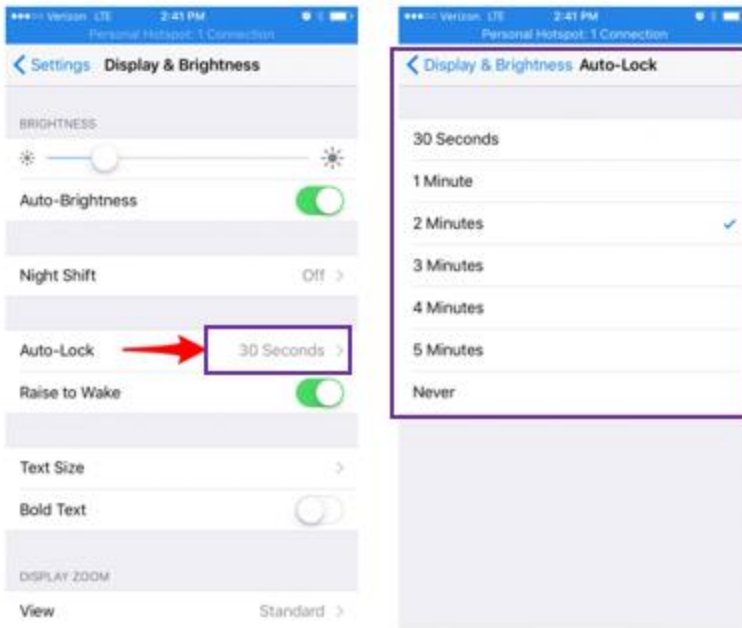 Verizon LTE 2:41 PM
Personal Hotspot: 1 Connection
Settings Display & Brightness
BRIGHTNESS
Auto-Brightness
Night Shift Off
Auto-Lock 30 Seconds
Raise to Wake
Text Size
Bold Text
DISPLAY ZOOM
View Standard
Verizon LTE 2:41 PM
Personal Hotspot: 1 Connection
Display & Brightness Auto-Lock
30 Seconds
1 Minute
2 Minutes
3 Minutes
4 Minutes
5 Minutes
Never